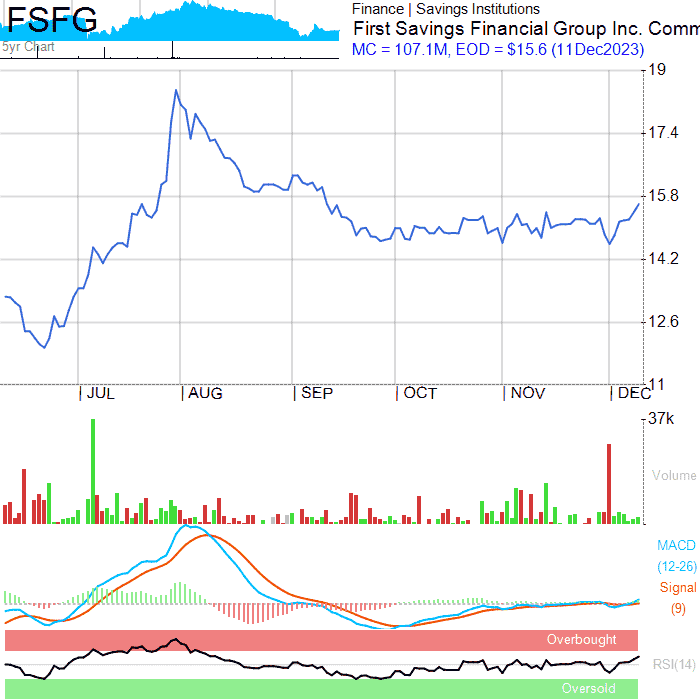 FSFG
5yr Chart
Finance | Savings Institutions
First Savings Financial Group Inc. Comm
MC = 107.1M, EOD = $15.6 (11Dec2023)
19
17.4
15.8
14.2
12.6
11
JUL AUG SEP OCT NOV DEC
37k
Volume
MACD
(12-26)
Signal
(9)
Overbought
RSI(14)
Oversold